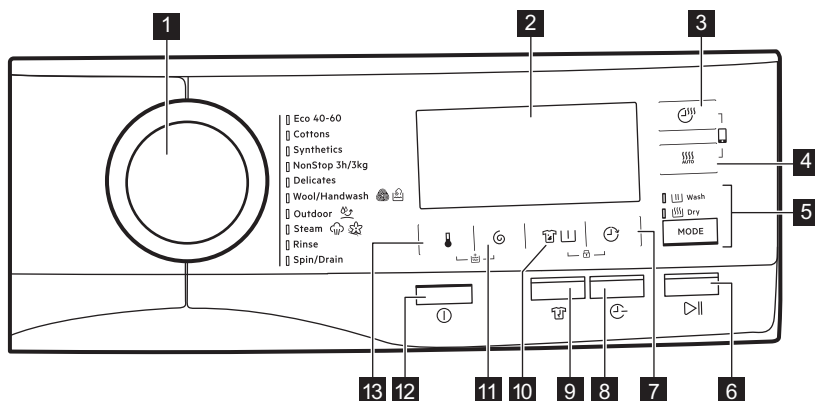 1
2
3
Eco 40-60
Cottons
Synthetics
NonStop 3h/3kg
Delicates
Wool/Handwash
Outdoor
Steam
Rinse
Spin/Drain
AUTO
4
Wash
Dry
MODE
5
13
12
11
10
9
8
7
6